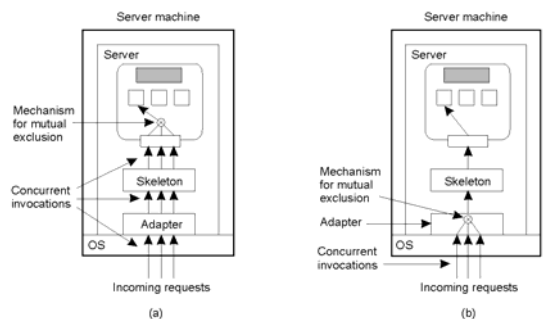 Server machine
Server
Mechanism
for mutual
exclusion
Concurrent
invocations
Skeleton
Adapter
OS
Incoming requests
(a)
Server machine
Server
Mechanism
for mutual
exclusion
Skeleton
Adapter
OS
Concurrent
invocations
Incoming requests
(b)